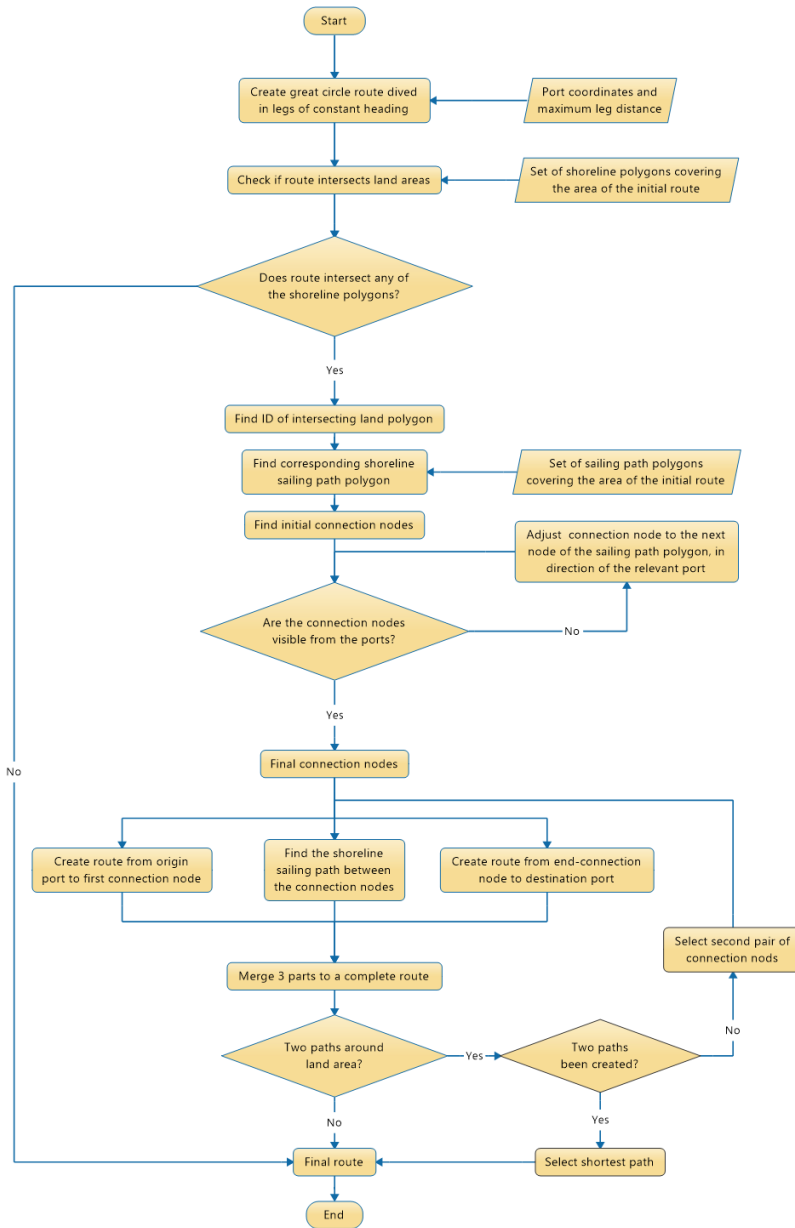 Start
Create great circle route dived
in legs of constant heading
Port coordinates and
maximum leg distance
Check if route intersects land areas
Set of shoreline polygons covering
the area of the initial route
Does route intersect any of
the shoreline polygons?
Yes
Find ID of intersecting land polygon
Find corresponding shoreline
sailing path polygon
Set of sailing path polygons
covering the area of the initial route
Find initial connection nodes
Adjust connection node to the next
node of the sailing path polygon, in
direction of the relevant port
Are the connection nodes
visible from the ports?
No
Yes
Final connection nodes
No
Create route from origin
port to first connection node
Find the shoreline
sailing path between
the connection nodes
Create route from end-connection
node to destination port
Select second pair of
connection nods
Merge 3 parts to a complete route
No
Two paths around
land area?
Yes
Two paths
been created?
No
Yes
Final route
Select shortest path
End